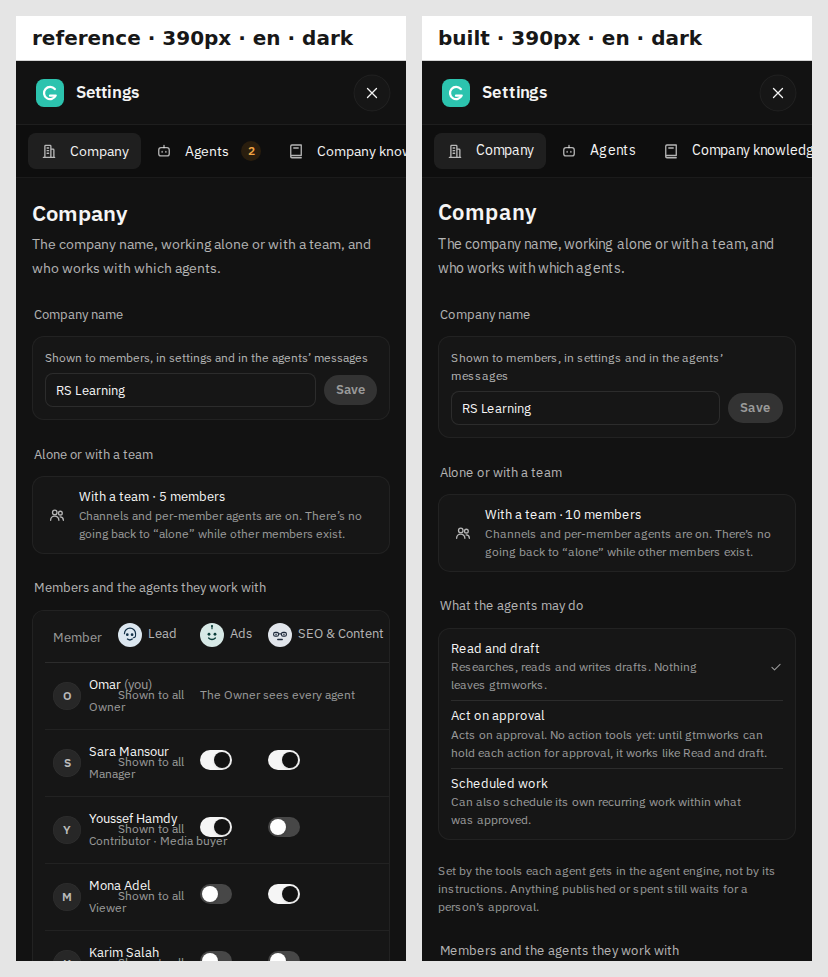 reference · 390px · en · dark
Settings
Company
Agents
2
Company know
Company
The company name, working alone or with a team, and
who works with which agents.
Company name
Shown to members, in settings and in the agents’ messages
RS Learning
Save
Alone or with a team
With a team · 5 members
Channels and per-member agents are on. There’s no
going back to “alone” while other members exist.
Members and the agents they work with
Member
Lead
Ads
SEO & Content
O
Omar (you)
Owner
Shown to all
The Owner sees every agent
S
Sara Mansour
Manager
Shown to all
Y
Youssef Hamdy
Contributor · Media buyer
Shown to all
M
Mona Adel
Viewer
Shown to all
Karim Salah
built · 390px · en · dark
Settings
Company
Agents
Company knowledg
Company
The company name, working alone or with a team, and
who works with which agents.
Company name
Shown to members, in settings and in the agents’
messages
RS Learning
Save
Alone or with a team
With a team · 10 members
Channels and per-member agents are on. There’s no
going back to “alone” while other members exist.
What the agents may do
Read and draft
Researches, reads and writes drafts. Nothing
leaves gtmworks.
Act on approval
Acts on approval. No action tools yet: until gtmworks can
hold each action for approval, it works like Read and draft.
Scheduled work
Can also schedule its own recurring work within what
was approved.
Set by the tools each agent gets in the agent engine, not by its
instructions. Anything published or spent still waits for a
person’s approval.
Members and the agents they work with